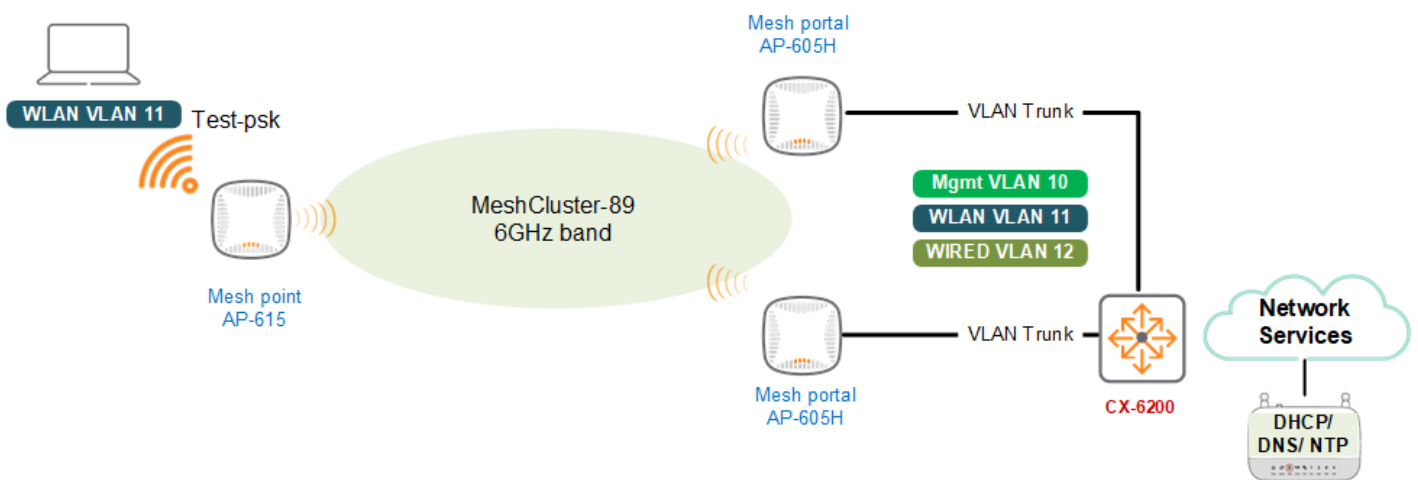 WLAN VLAN 11
Test-psk
Mesh point
AP-615
MeshCluster-89
6GHz band
Mesh portal
AP-605H
VLAN Trunk
Mgmt VLAN 10
WLAN VLAN 11
WIRED VLAN 12
VLAN Trunk
Mesh portal
AP-605H
CX-6200
Network
Services
DHCP/
DNS/ NTP